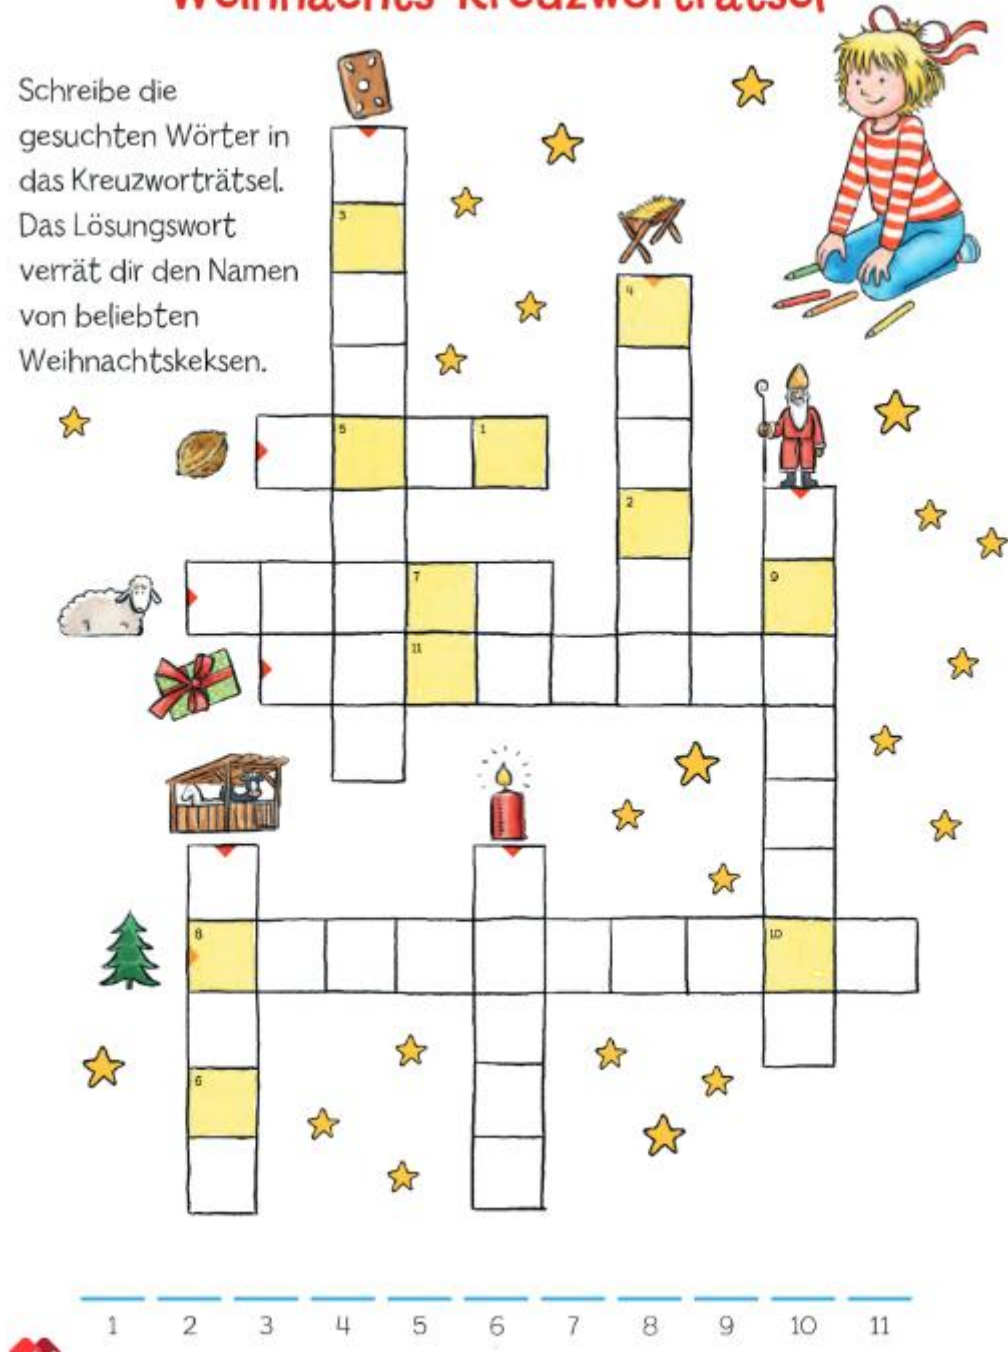 Weihnachts-Kreuzworträtsel
Schreibe die
gesuchten Wörter in
das Kreuzworträtsel.
Das Lösungswort
verrät dir den Namen
von beliebten
Weihnachtskeksen.
3
4
5 1
2
7 9
11
8 10
6
1 2 3 4 5 6 7 8 9 10 11